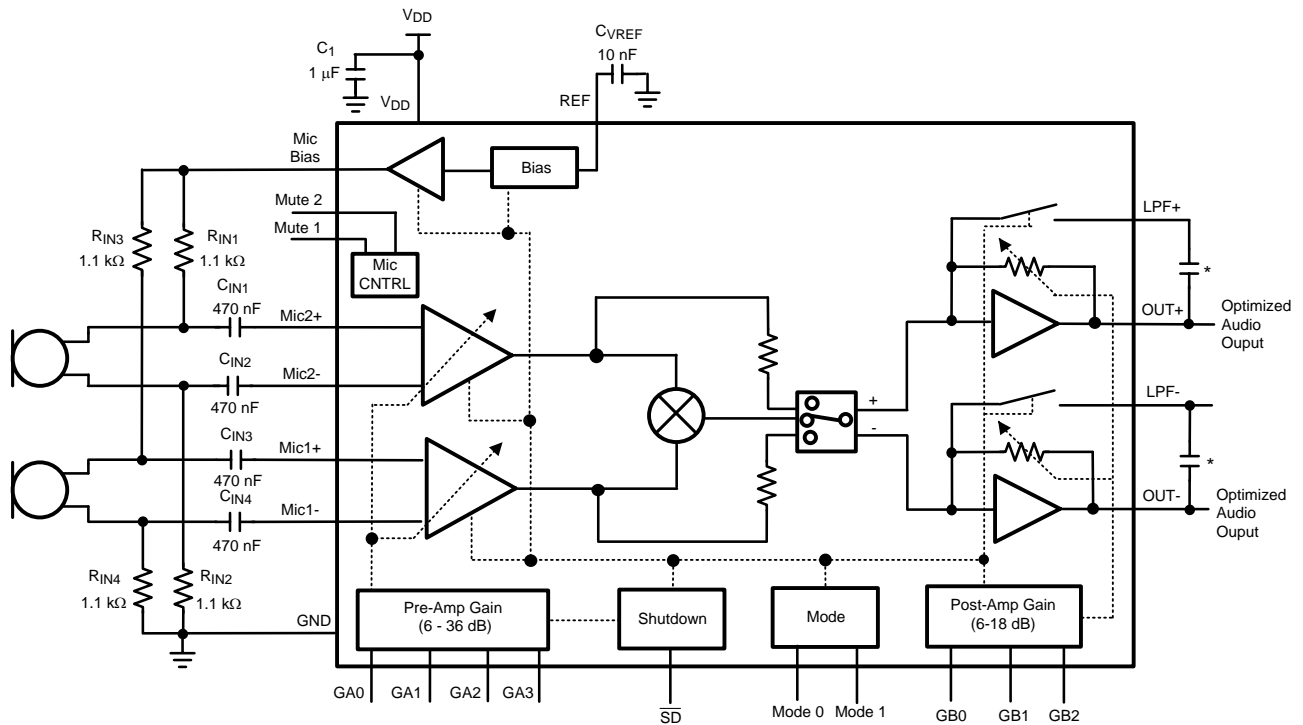 VDD
C1
1 μF
VDD
CVREF
10 nF
REF
Mic
Bias
Bias
Mute 2
Mute 1
Mic
CNTRL
RIN3
1.1 kΩ
RIN1
1.1 kΩ
CIN1
470 nF
Mic2+
CIN2
470 nF
Mic2-
CIN3
470 nF
Mic1+
CIN4
470 nF
Mic1-
RIN4
1.1 kΩ
RIN2
1.1 kΩ
GND
+
-
LPF+
*
OUT+
Optimized
Audio
Ouput
LPF-
*
OUT-
Optimized
Audio
Ouput
Pre-Amp Gain
(6 - 36 dB)
Shutdown
Mode
Post-Amp Gain
(6-18 dB)
GA0
GA1
GA2
GA3
SD
Mode 0
Mode 1
GB0
GB1
GB2